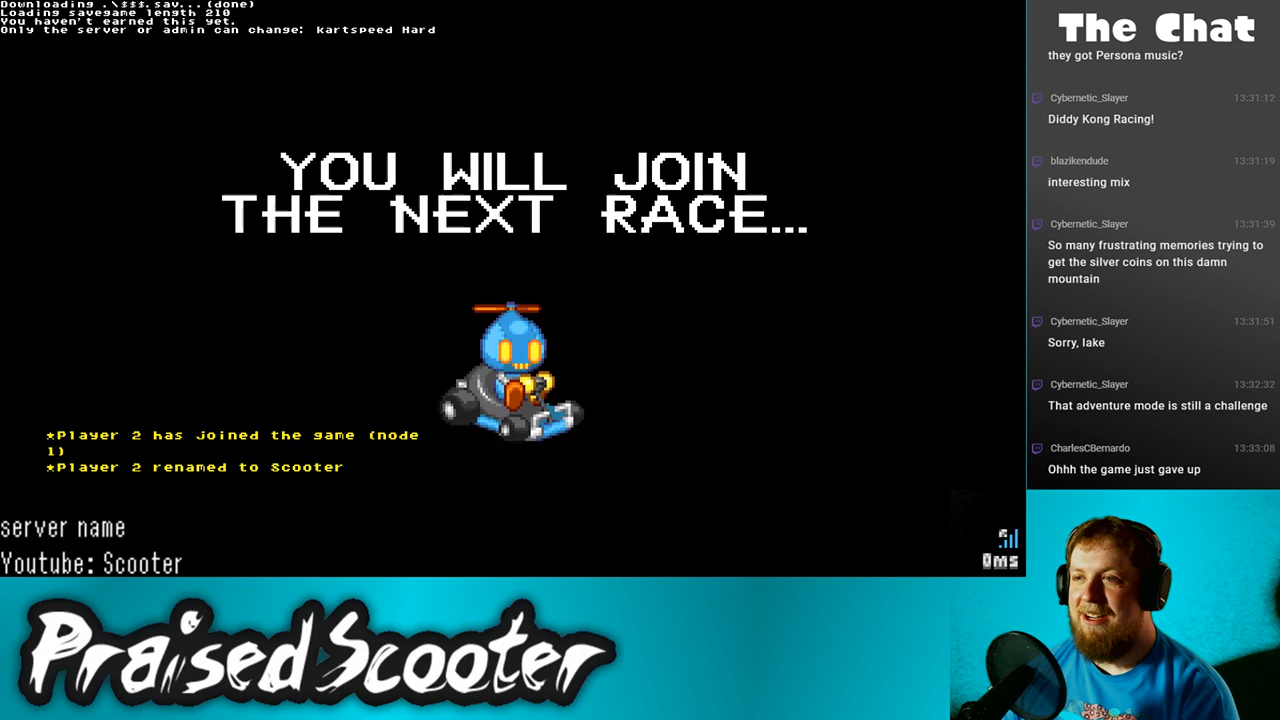 Downloading .\$$$.sav...(done)
Loading savegame length 210
You haven't earned this yet.
Only the server or admin can change: kartspeed Hard
YOU WILL JOIN
THE NEXT RACE...
*Player 2 has joined the game (node
1)
*Player 2 renamed to Scooter
server name
Youtube: Scooter
0ms
The Chat
they got Persona music?
Cybernetic_Slayer 13:31:12
Diddy Kong Racing!
blazikendude 13:31:19
interesting mix
Cybernetic_Slayer 13:31:39
So many frustrating memories trying to
get the silver coins on this damn
mountain
Cybernetic_Slayer 13:31:51
Sorry, lake
Cybernetic_Slayer 13:32:32
That adventure mode is still a challenge
CharlesCBernardo 13:33:08
Ohhh the game just gave up
PraisedScooter